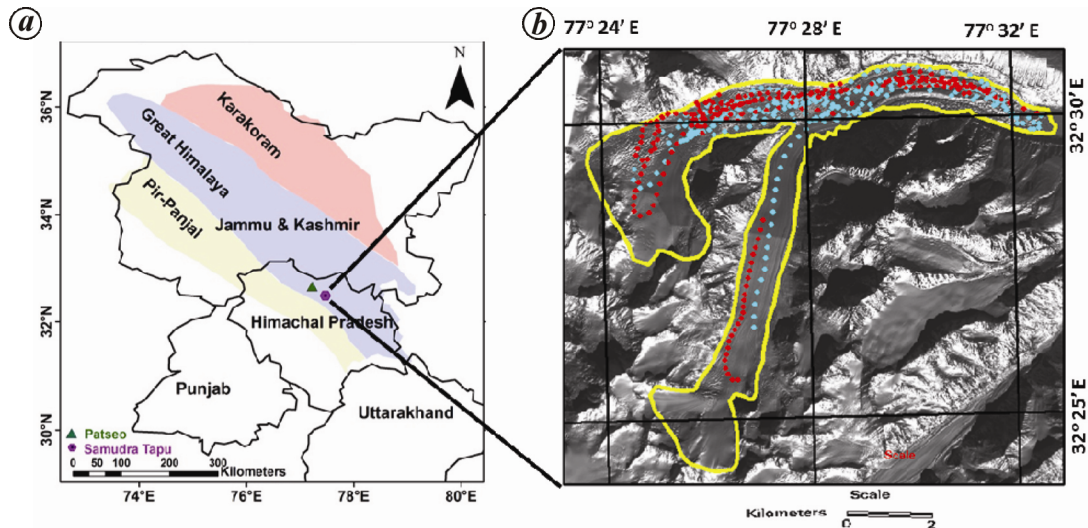 a
b
77° 24' E
77° 28' E
77° 32' E
N
36°N
34°N
32°N
30°N
Karakoram
Great Himalaya
Pir-Panjal
Jammu & Kashmir
Himachal Pradesh
Punjab
Uttarakhand
Patseo
Samudra Tapu
0 50 100 200 300
Kilometers
74°E
76°E
78°E
80°E
32° 30' E
32° 25' E
Scale
Scale
Kilometers
0 2